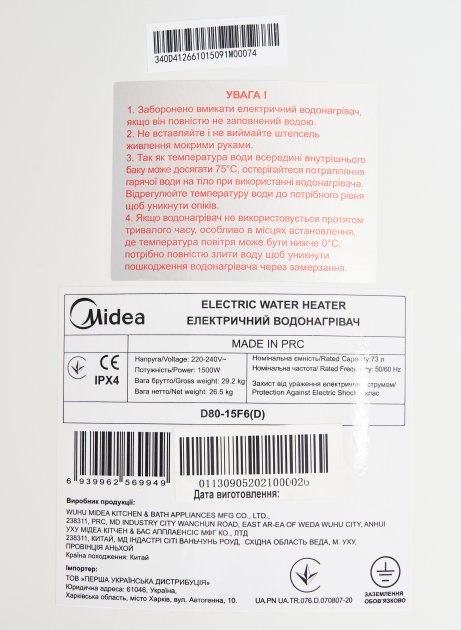 340D412661015091M00074
УВАГА !
1. Заборонено вмикати електричний водонагрівач,
якщо він повністю не заповнений водою.
2. Не вставляйте і не виймайте штепсель
живлення мокрими руками.
3. Так як температура води всередині внутрішнього
баку може досягати 75°С, остерігайтеся потрапляння
гарячої води на тіло при використанні водонагрівача.
Відрегулюйте температуру води до потрібного рівня
щоб уникнути опіків.
4. Якщо водонагрівач не використовується протягом
тривалого часу, особливо в місцях встановлення,
де температура повітря може бути нижче 0°С,
потрібно повністю злити воду щоб уникнути
пошкодження водонагрівача через замерзання.
Midea
ELECTRIC WATER HEATER
ЕЛЕКТРИЧНИЙ ВОДОНАГРІВАЧ
MADE IN PRC
CE
IPX4
Напруга/Voltage: 220-240V~
Потужність/Power: 1500W
Вага брутто/Gross weight: 29.2 kg
Вага нетто/Net weight: 26.5 kg
Номінальна ємність/Rated Capacity:73 л
Номінальна частота/ Rated Frequency: 50/60 Hz
Захист від ураження електричним струмом/
Protection Against Electric Shock: клас
D80-15F6(D)
6 939962 569949
01130905202100026
Дата виготовлення:
Виробник продукції:
WUHU MIDEA KITCHEN & BATH APPLIANCES MFG CO., LTD.,
238311, PRC, MD INDUSTRY CITY WANCHUN ROAD, EAST AR-EA OF WEDA WUHU CITY, ANHUI
УХУ МІДЕА КІТЧЕН & БАС АППЛАЕНСІС МФГ КО., ЛТД
238311, КИТАЙ, МД ІНДАСТРІ СІТІ ВАНЬЧУНЬ РОУД, СХІДНА ОБЛАСТЬ ВЕДА, М. УХУ,
ПРОВІНЦІЯ АНЬХОЙ
Країна походження: Китай
Імпортер:
ТОВ «ПЕРША УКРАЇНСЬКА ДИСТРИБУЦІЯ»
Юридична адреса: 61046, Україна,
Харківська область, місто Харків, вул. Автогенна, 10.
UA.PN UA.TR.076.D.070807-20
ЗАЗЕМЛЕННЯ
ОБОВ'ЯЗКОВЕ